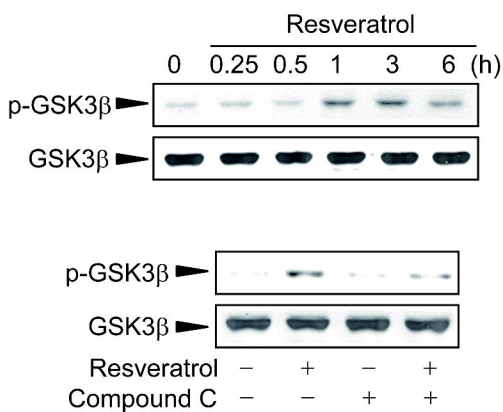 Resveratrol
0 0.25 0.5 1 3 6 (h)
p-GSK3β
GSK3β
p-GSK3β
GSK3β
Resveratrol – + – +
Compound C – – + +